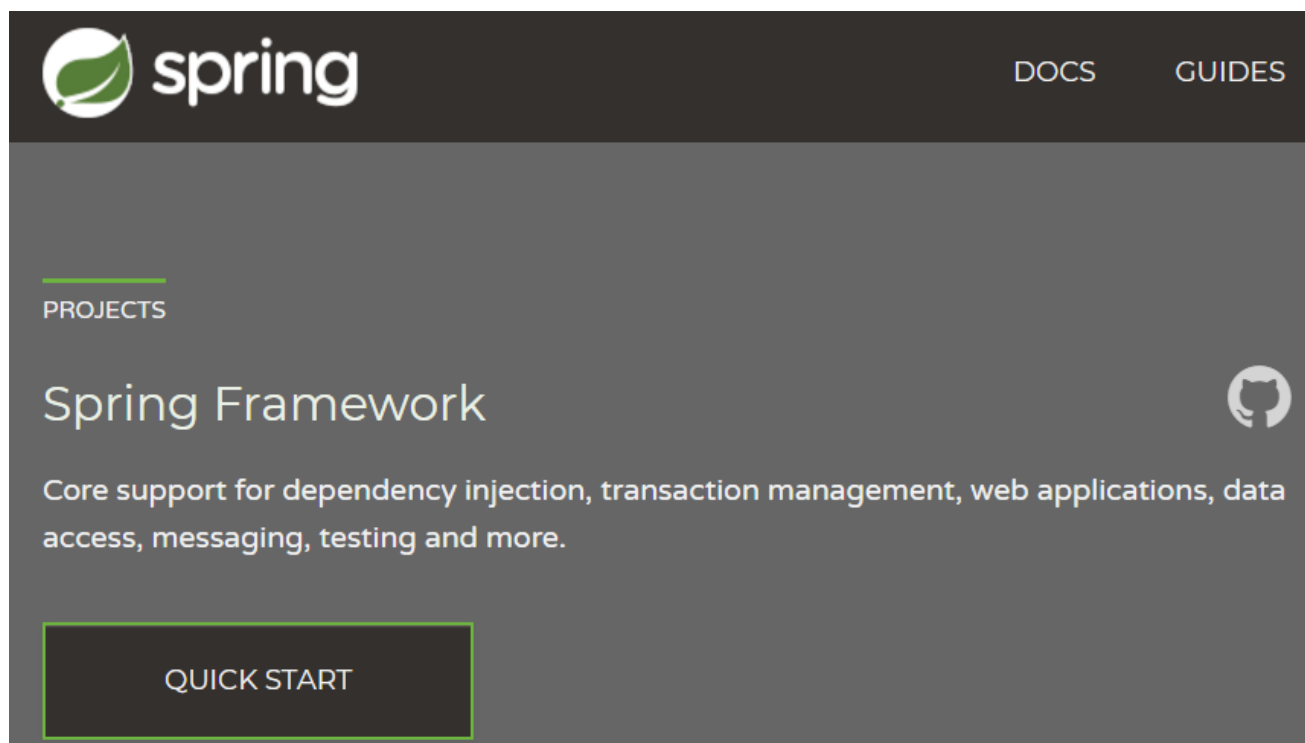 spring
DOCS GUIDES
PROJECTS
Spring Framework
Core support for dependency injection, transaction management, web applications, data
access, messaging, testing and more.
QUICK START